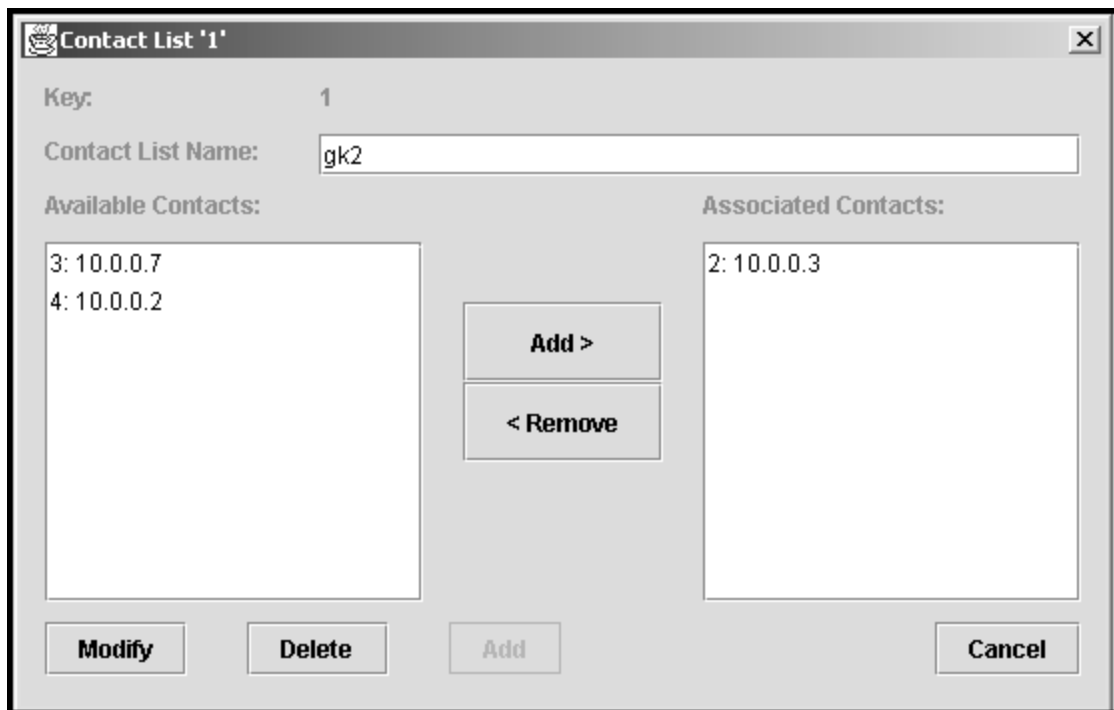 Contact List '1'
Key: 1
Contact List Name: gk2
Available Contacts: Associated Contacts:
3: 10.0.0.7 2: 10.0.0.3
4: 10.0.0.2
Add >
< Remove
Modify Delete Add Cancel